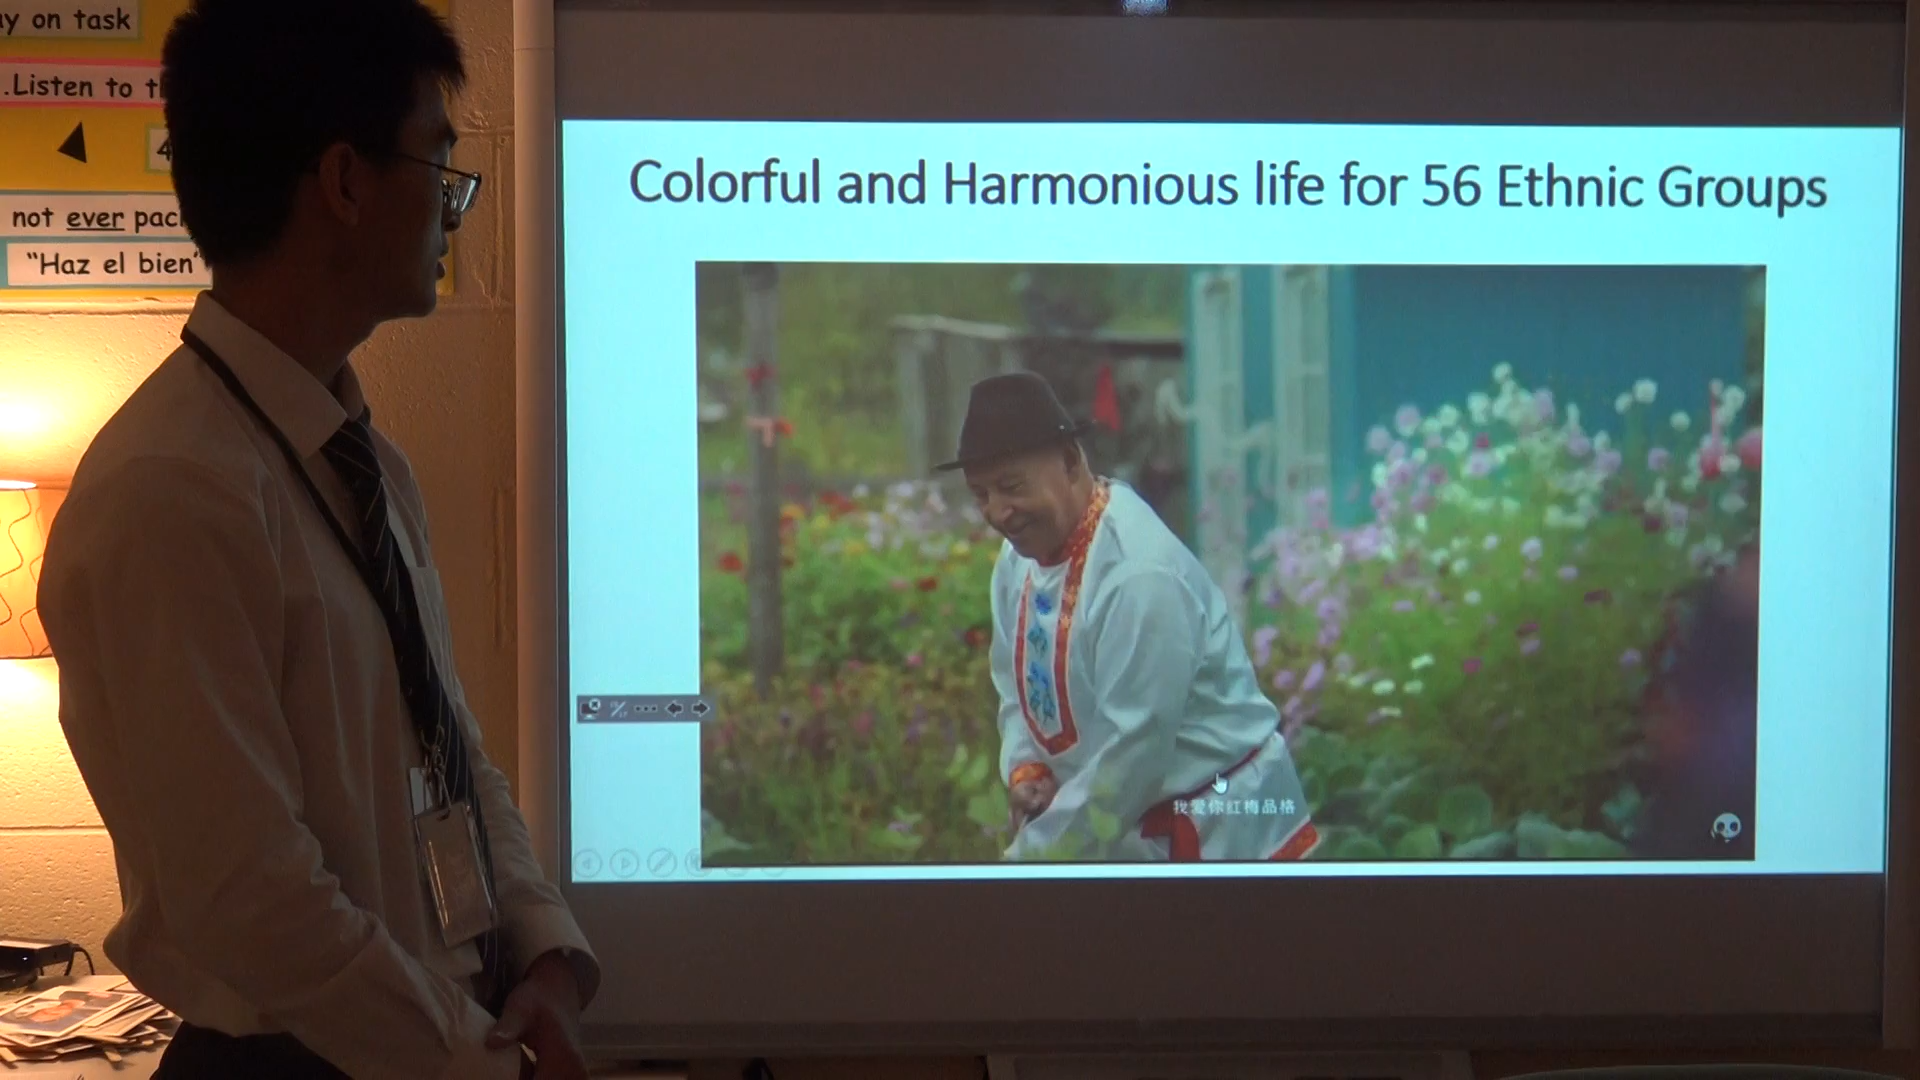 on task
.Listen to
4
not ever
"Haz el bien"
Colorful and Harmonious life for 56 Ethnic Groups
我爱你红梅品格